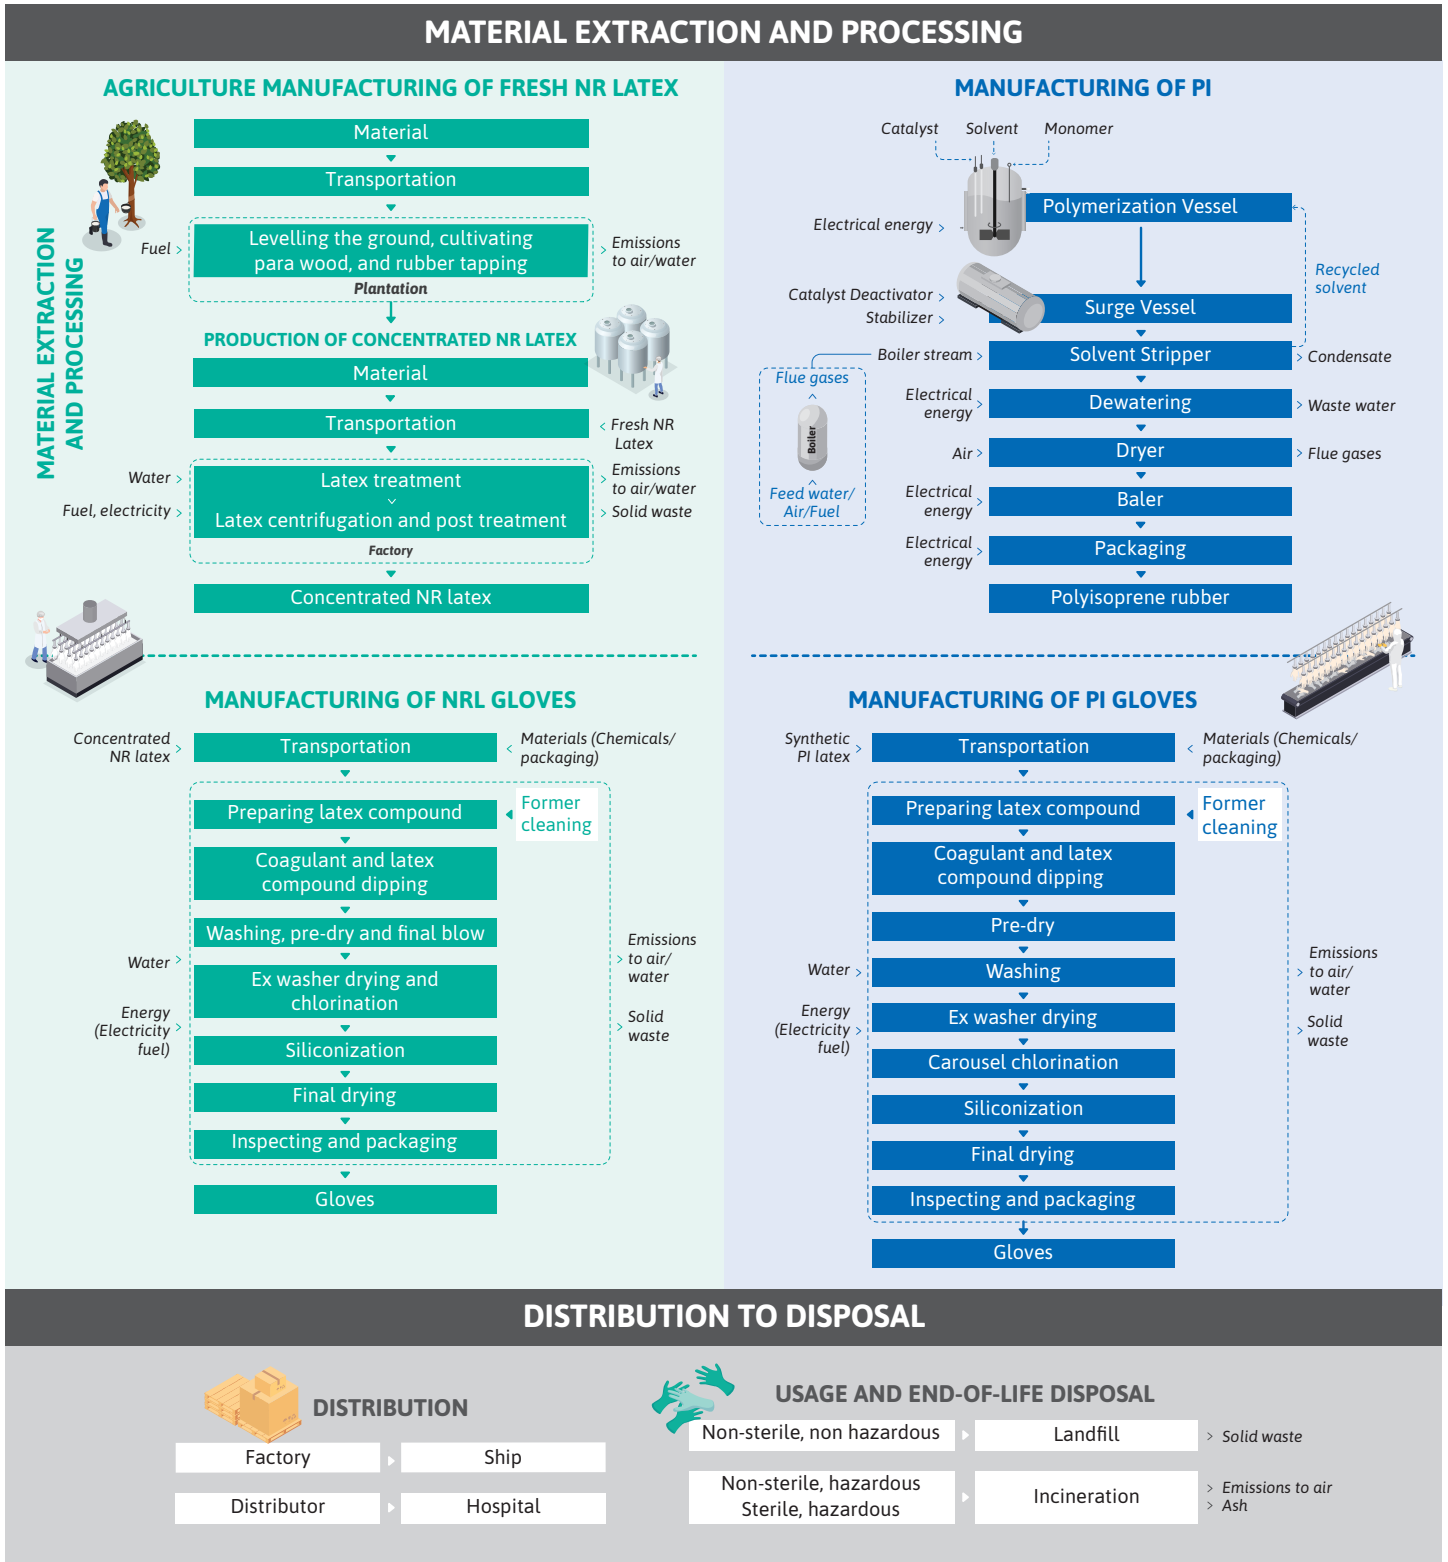 MATERIAL EXTRACTION AND PROCESSING
MATERIAL EXTRACTION
AND PROCESSING
AGRICULTURE MANUFACTURING OF FRESH NR LATEX
Material
Transportation
Fuel
Levelling the ground, cultivating
para wood, and rubber tapping
Plantation
Emissions
to air/water
PRODUCTION OF CONCENTRATED NR LATEX
Material
Transportation
Fresh NR
Latex
Water
Fuel, electricity
Latex treatment
Latex centrifugation and post treatment
Factory
Emissions
to air/water
Solid waste
Concentrated NR latex
MANUFACTURING OF PI
Catalyst
Solvent
Monomer
Electrical energy
Polymerization Vessel
Recycled
solvent
Catalyst Deactivator
Stabilizer
Surge Vessel
Boiler stream
Solvent Stripper
Condensate
Flue gases
Boiler
Feed water/
Air/Fuel
Electrical
energy
Dewatering
Waste water
Air
Dryer
Flue gases
Electrical
energy
Baler
Electrical
energy
Packaging
Polyisoprene rubber
MANUFACTURING OF NRL GLOVES
Concentrated
NR latex
Transportation
Materials (Chemicals/
packaging)
Preparing latex compound
Former
cleaning
Coagulant and latex
compound dipping
Washing, pre-dry and final blow
Water
Ex washer drying and
chlorination
Energy
(Electricity
fuel)
Siliconization
Final drying
Inspecting and packaging
Emissions
to air/
water
Solid
waste
Gloves
MANUFACTURING OF PI GLOVES
Synthetic
PI latex
Transportation
Materials (Chemicals/
packaging)
Preparing latex compound
Former
cleaning
Coagulant and latex
compound dipping
Pre-dry
Water
Washing
Energy
(Electricity
fuel)
Ex washer drying
Carousel chlorination
Siliconization
Final drying
Inspecting and packaging
Emissions
to air/
water
Solid
waste
Gloves
DISTRIBUTION TO DISPOSAL
DISTRIBUTION
Factory
Ship
Distributor
Hospital
USAGE AND END-OF-LIFE DISPOSAL
Non-sterile, non hazardous
Landfill
Solid waste
Non-sterile, hazardous
Sterile, hazardous
Incineration
Emissions to air
Ash